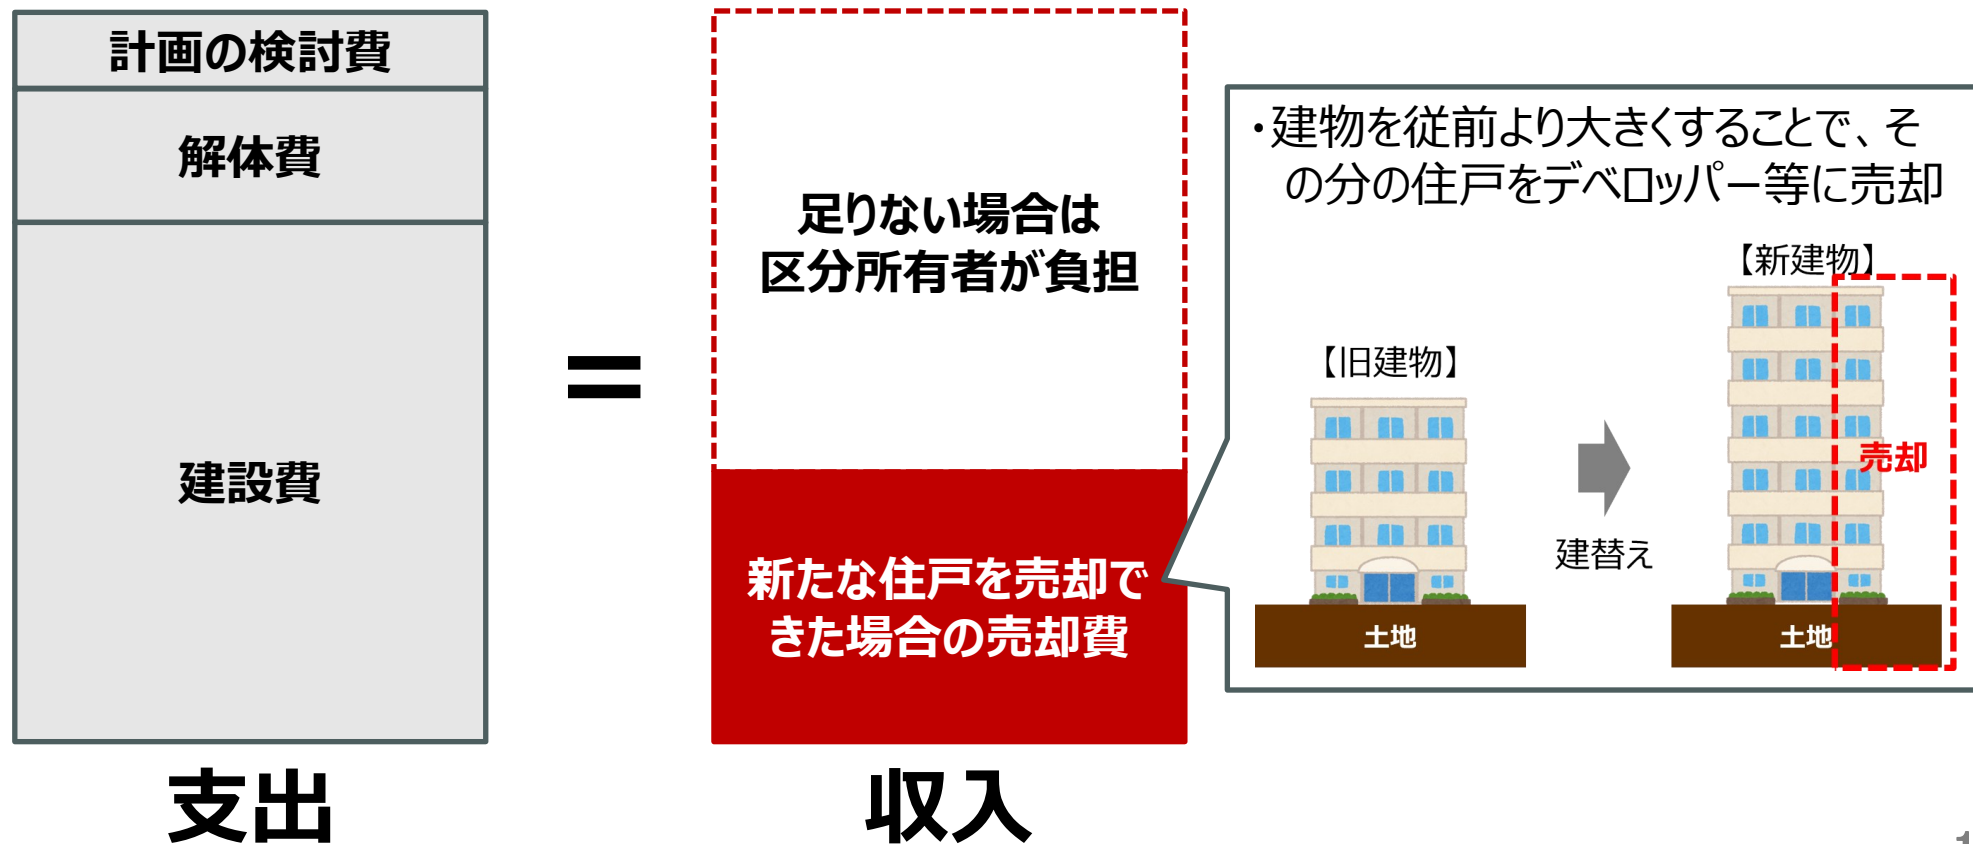 計画の検討費
解体費
建設費
支出
＝
足りない場合は
区分所有者が負担
新たな住戸を売却で
きた場合の売却費
収入
・建物を従前より大きくすることで、そ
の分の住戸をデベロッパー等に売却
【旧建物】
土地
建替え
【新建物】
売却
土地